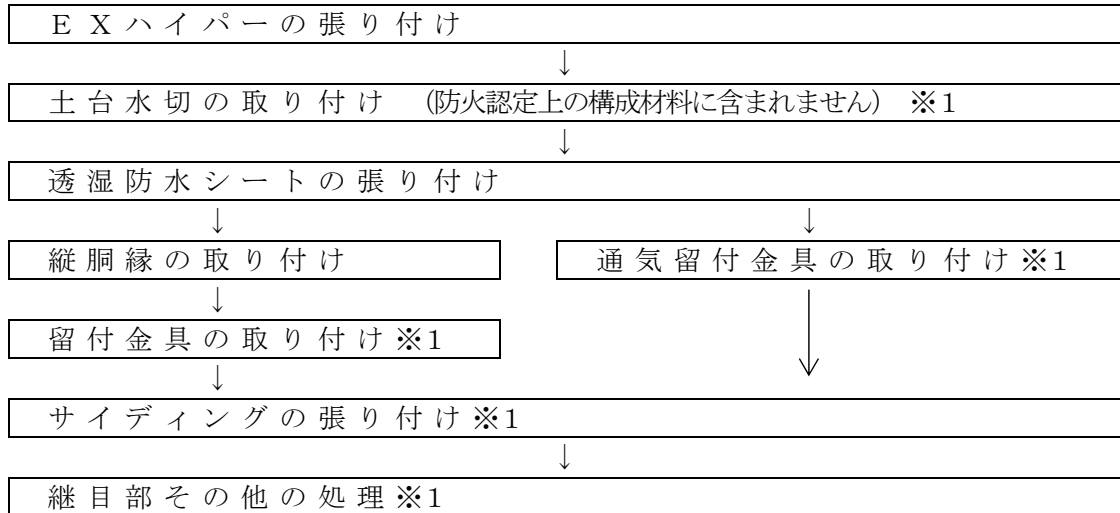 ＥＸハイパーの張り付け
↓
土台水切の取り付け （防火認定上の構成材料に含まれません） ※１
↓
透湿防水シートの張り付け
↓ ↓
縦胴縁の取り付け 通気留付金具の取り付け※１
↓
留付金具の取り付け※１
↓
サイディングの張り付け※１
↓
継目部その他の処理※１